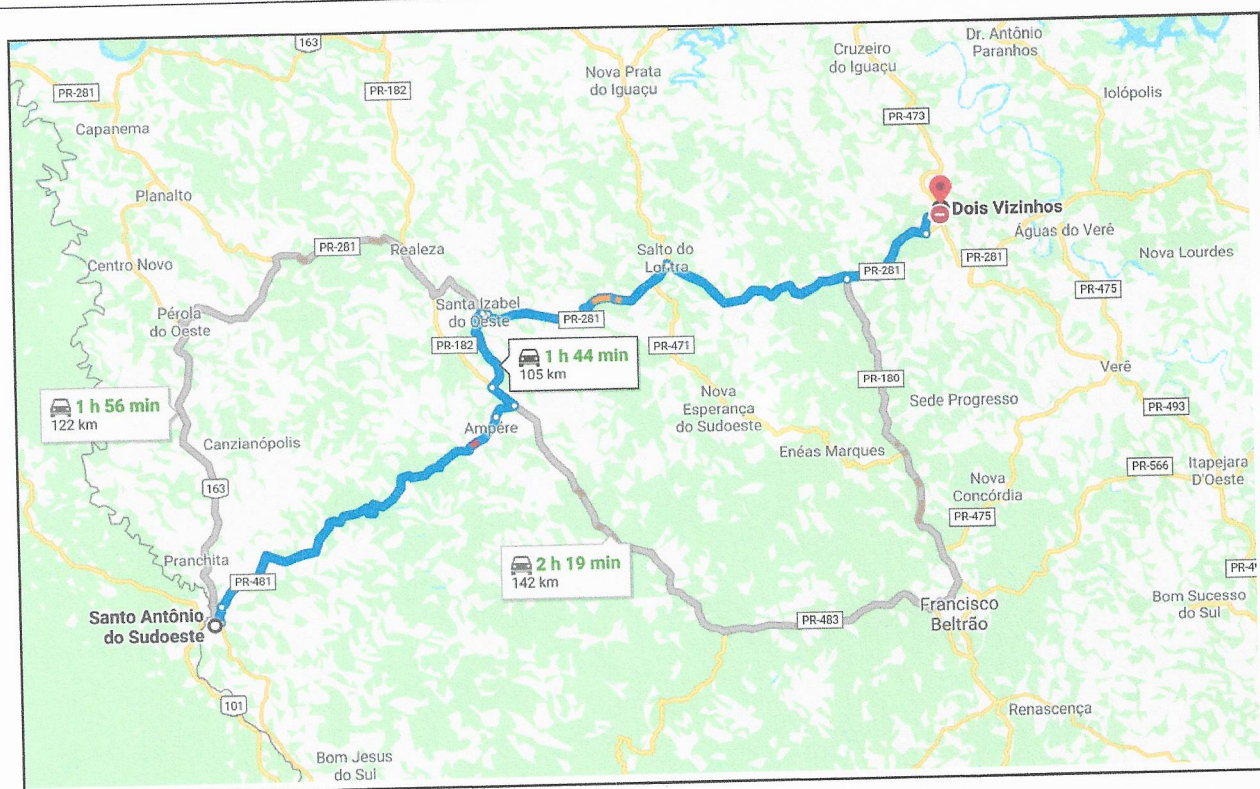 163
Cruzeiro
do Iguaçu
Dr. Antônio
Paranhos
Nova Prata
do Iguaçu
PR-281
PR-182
Iolópolis
PR-473
Capanema
Planalto
Dois Vizinhos
Águas do Verê
PR-281
Realeza
Salto do
Lontra
Nova Lourdes
Centro Novo
PR-281
PR-281
PR-475
Santa Izabel
do Oeste
Pérola
do Oeste
PR-281
PR-182
PR-471
1 h 44 min
105 km
Verê
PR-180
Nova
Esperança
do Sudoeste
Sede Progresso
1 h 56 min
122 km
PR-493
Ampére
Canzianópolis
Enéas Marques
PR-566
Itapejara
D'Oeste
163
Nova
Concórdia
PR-475
Pranchita
2 h 19 min
142 km
PR-481
Santo Antônio
do Sudoeste
Francisco
Beltrão
PR-483
Bom Sucesso
do Sul
101
Renascença
Bom Jesus
do Sul